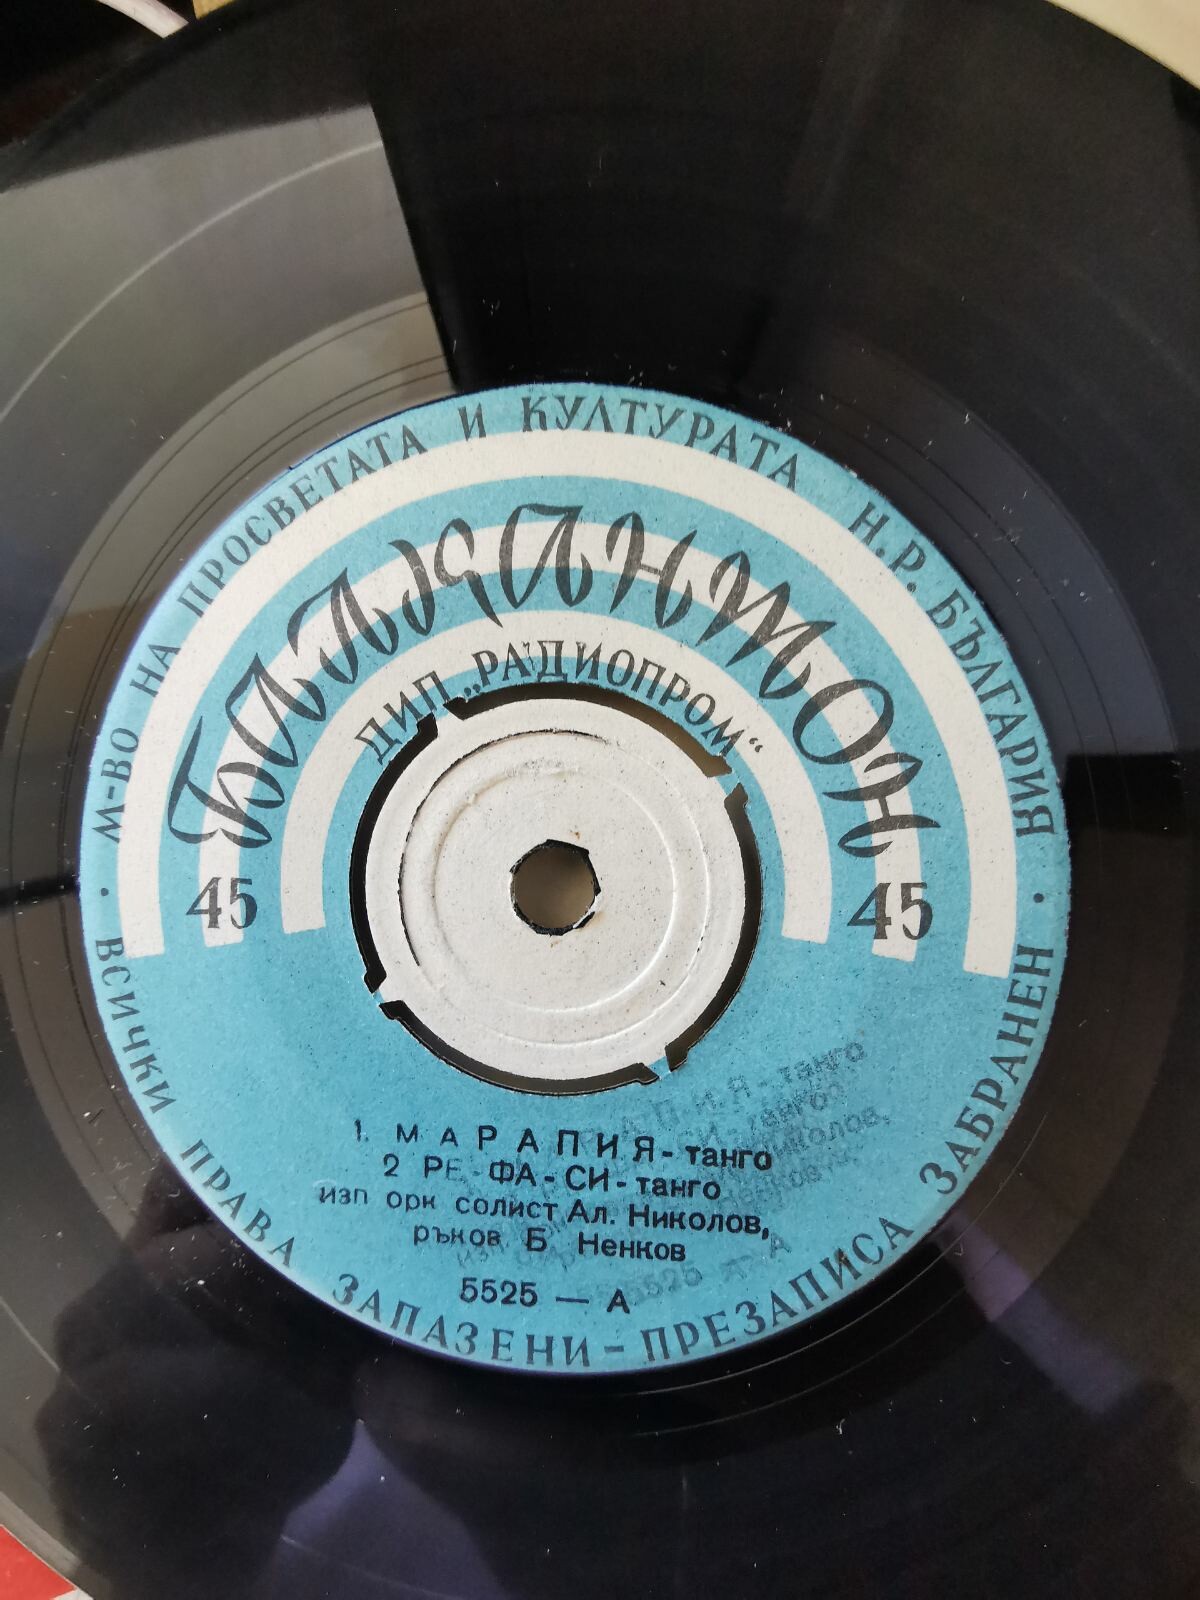 М-ВО НА ПРОСВЕТАТА И КУЛТУРАТА Н.Р. БЪЛГАРИЯ
БАЛКАНТОН
ДИП „РАДИОПРОМ“
45 45
1. МАРАПИЯ - танго
2 РЕ - ФА - СИ - танго
изп орк солист Ал. Николов,
ръков Б Ненков
5525 — А
ВСИЧКИ ПРАВА ЗАПАЗЕНИ - ПРЕЗАПИСА ЗАБРАНЕН